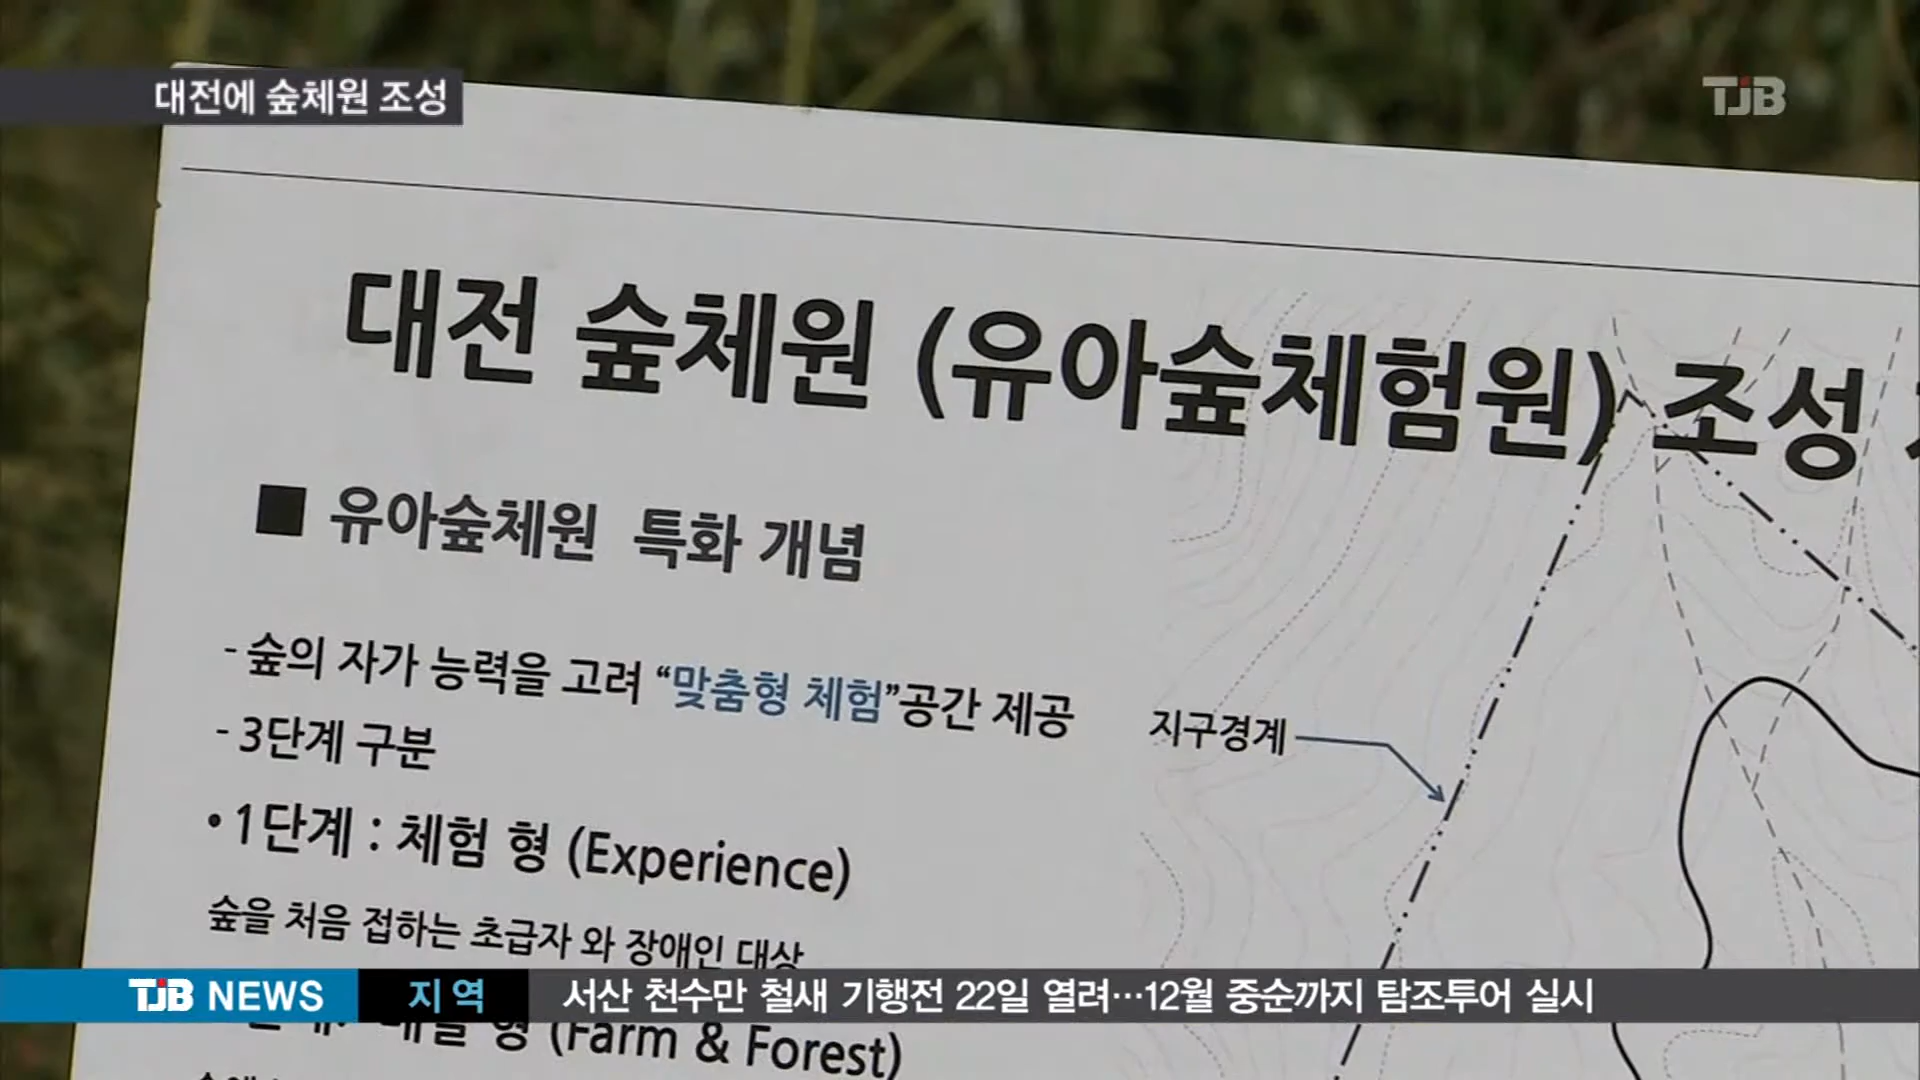 대전에 숲체원 조성
TJB
대전 숲체원 (유아숲체험원) 조성
■ 유아숲체원 특화 개념
- 숲의 자가 능력을 고려 “맞춤형 체험”공간 제공
- 3단계 구분
지구경계
• 1단계 : 체험 형 (Experience)
숲을 처음 접하는 초급자 와 장애인 대상
TJB NEWS 지역 서산 천수만 철새 기행전 22일 열려…12월 중순까지 탐조투어 실시
형 (Farm & Forest)